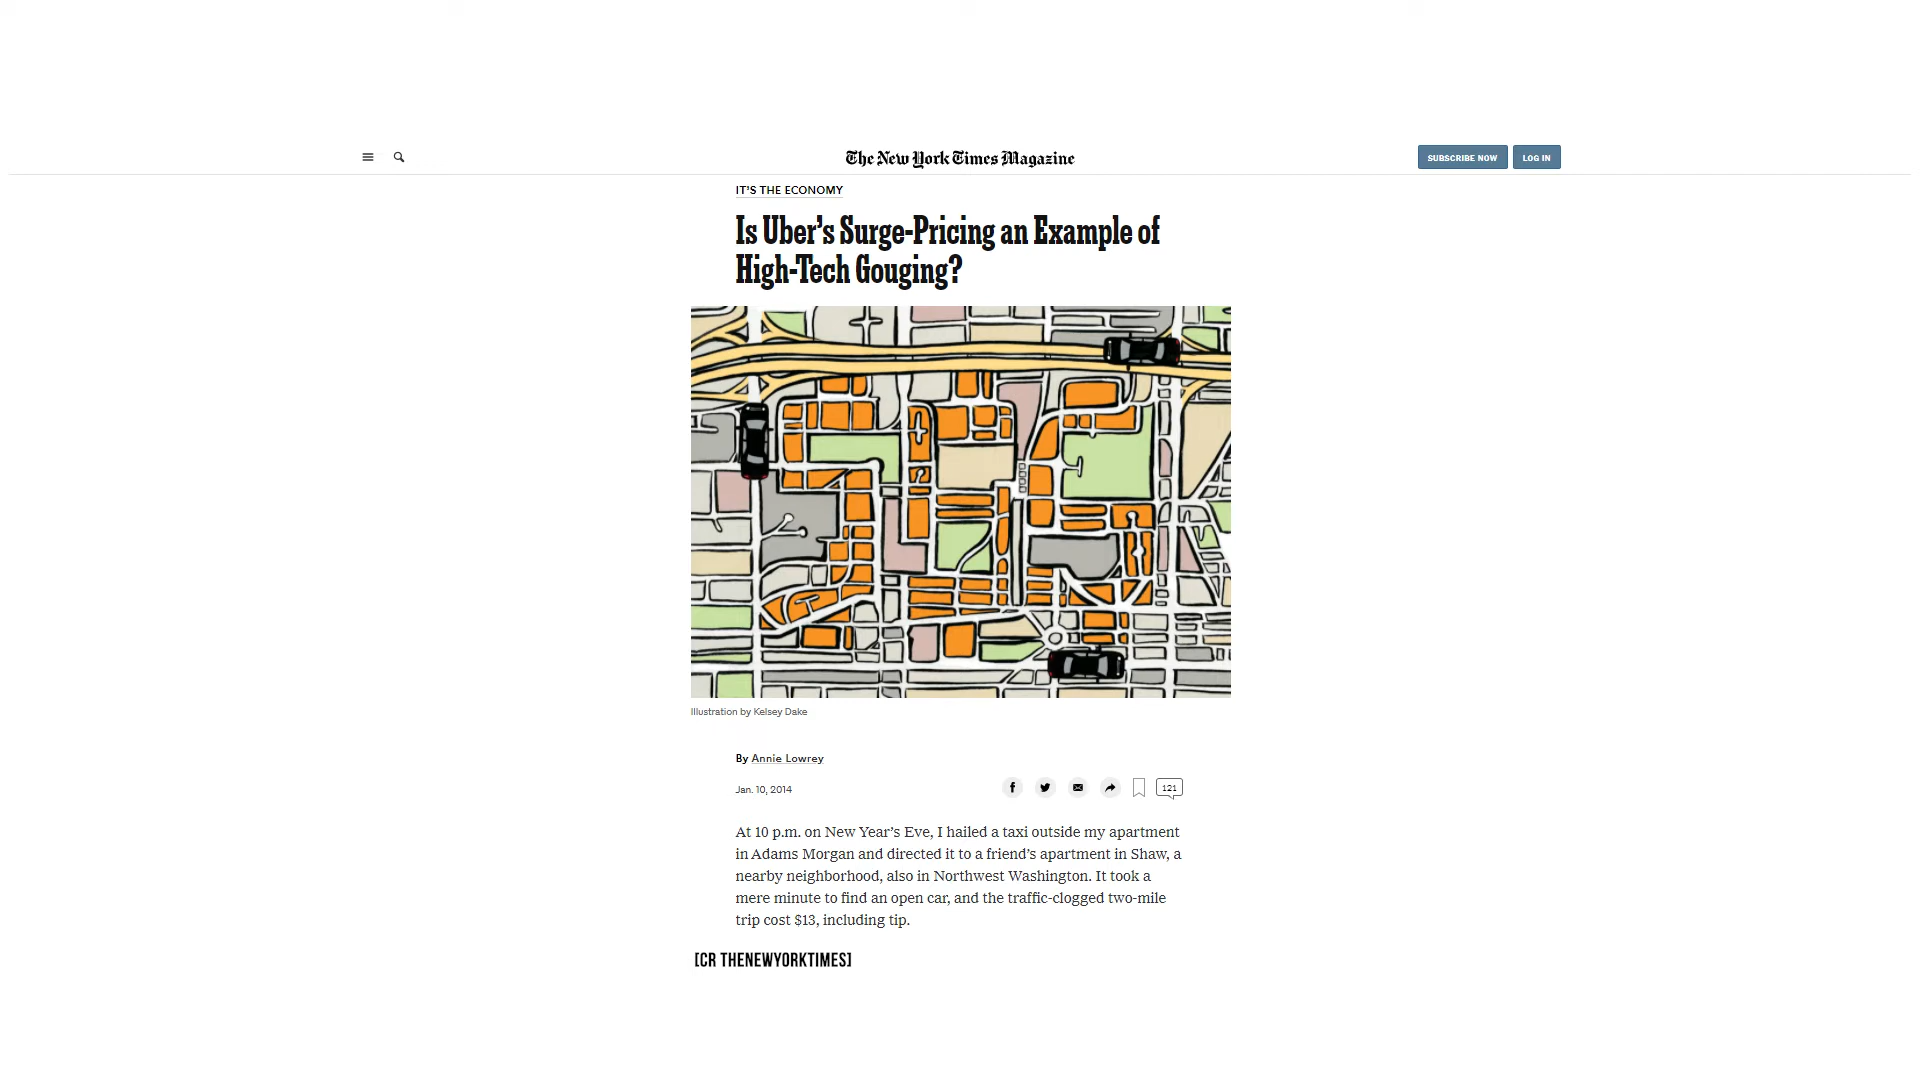 The New York Times Magazine
SUBSCRIBE NOW
LOG IN
IT'S THE ECONOMY
Is Uber's Surge-Pricing an Example of
High-Tech Gouging?
Illustration by Kelsey Dake
By Annie Lowrey
Jan. 10, 2014
121
At 10 p.m. on New Year's Eve, I hailed a taxi outside my apartment
in Adams Morgan and directed it to a friend's apartment in Shaw, a
nearby neighborhood, also in Northwest Washington. It took a
mere minute to find an open car, and the traffic-clogged two-mile
trip cost $13, including tip.
[CR THENEWYORKTIMES]